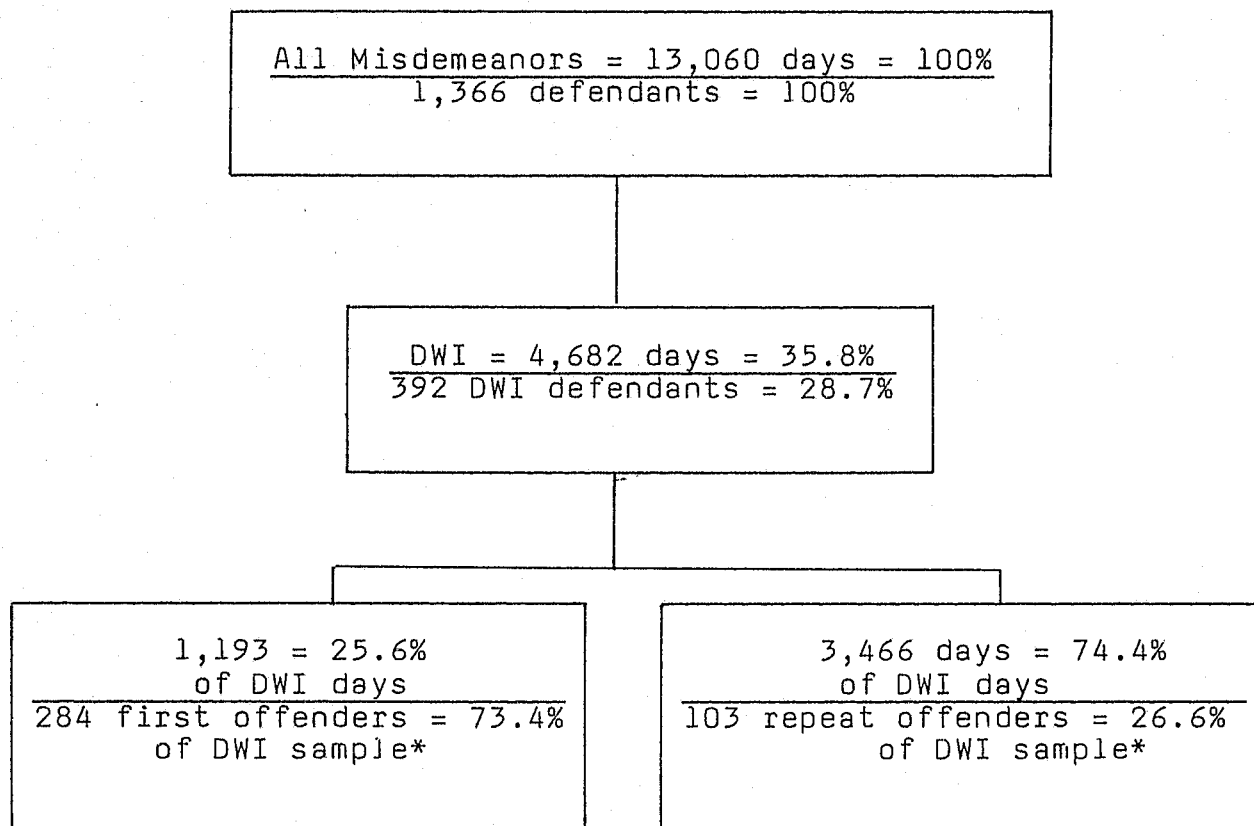 All Misdemeanors = 13,060 days = 100%
1,366 defendants = 100%
DWI = 4,682 days = 35.8%
392 DWI defendants = 28.7%
1,193 = 25.6%
of DWI days
284 first offenders = 73.4%
of DWI sample*
3,466 days = 74.4%
of DWI days
103 repeat offenders = 26.6%
of DWI sample*